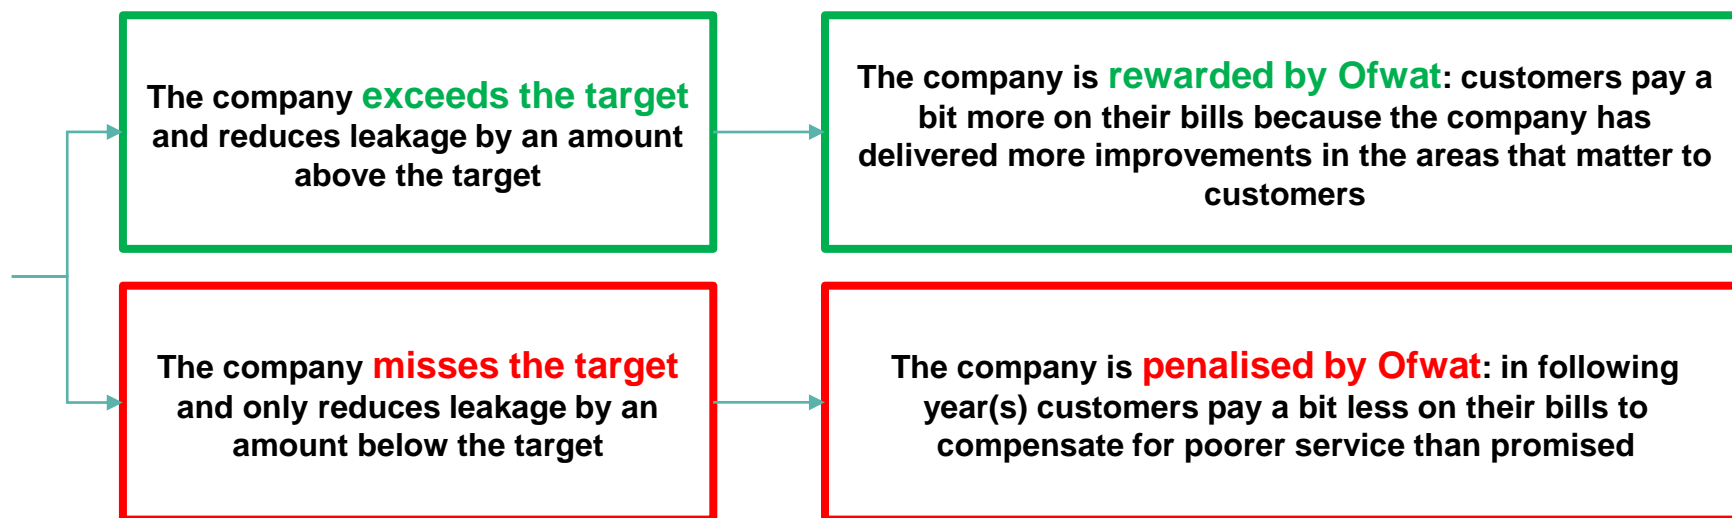 The company exceeds the target
and reduces leakage by an amount
above the target
The company is rewarded by Ofwat: customers pay a
bit more on their bills because the company has
delivered more improvements in the areas that matter to
customers
The company misses the target
and only reduces leakage by an
amount below the target
The company is penalised by Ofwat: in following
year(s) customers pay a bit less on their bills to
compensate for poorer service than promised